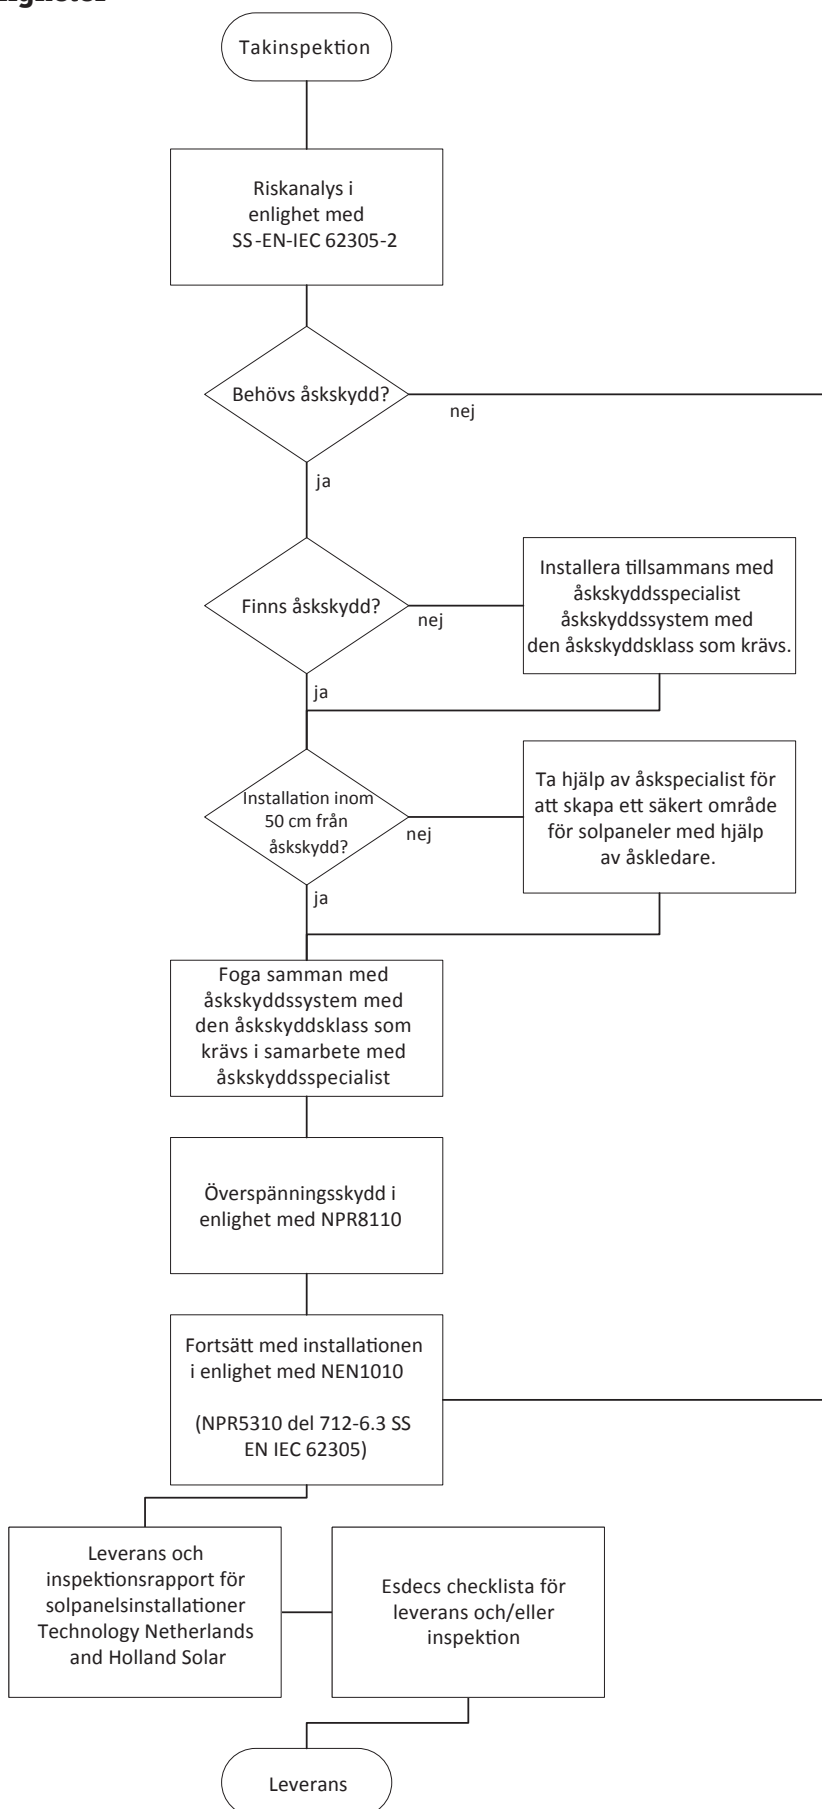 Takinspektion
Riskanalys i
enlighet med
SS-EN-IEC 62305-2
Behövs åskskydd?
nej
ja
Finns åskskydd?
nej
Installera tillsammans med
åskskyddsspecialist
åskskyddssystem med
den åskskyddsklass som krävs.
ja
Installation inom
50 cm från
åskskydd?
nej
Ta hjälp av åskspecialist för
att skapa ett säkert område
för solpaneler med hjälp
av åskledare.
ja
Foga samman med
åskskyddssystem med
den åskskyddsklass som
krävs i samarbete med
åskskyddsspecialist
Överspänningsskydd i
enlighet med NPR8110
Fortsätt med installationen
i enlighet med NEN1010
(NPR5310 del 712-6.3 SS
EN IEC 62305)
Leverans och
inspektionsrapport för
solpanelsinstallationer
Technology Netherlands
and Holland Solar
Esdecs checklista för
leverans och/eller
inspektion
Leverans